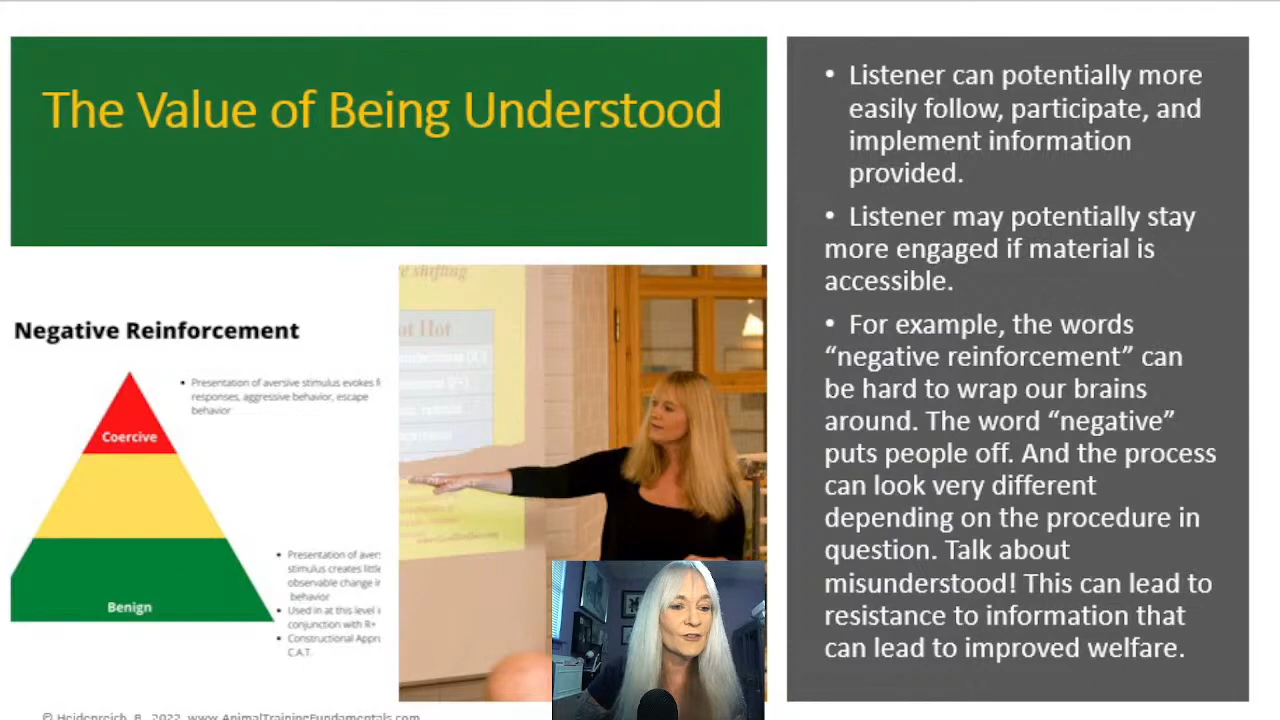 The Value of Being Understood
Negative Reinforcement
Coercive
• Presentation of aversive stimulus evokes
responses, aggressive behavior, escape
behavior
Benign
• Presentation of
stimulus creates
observable change
behavior
• Used in at this level
conjunction with R+
• Constructional
C.A.T.
shifting
Hot
• Listener can potentially more
easily follow, participate, and
implement information
provided.
• Listener may potentially stay
more engaged if material is
accessible.
• For example, the words
“negative reinforcement” can
be hard to wrap our brains
around. The word “negative”
puts people off. And the process
can look very different
depending on the procedure in
question. Talk about
misunderstood! This can lead to
resistance to information that
can lead to improved welfare.
© Heidenreich, B. 2022 www.AnimalTrainingFundamentals.com